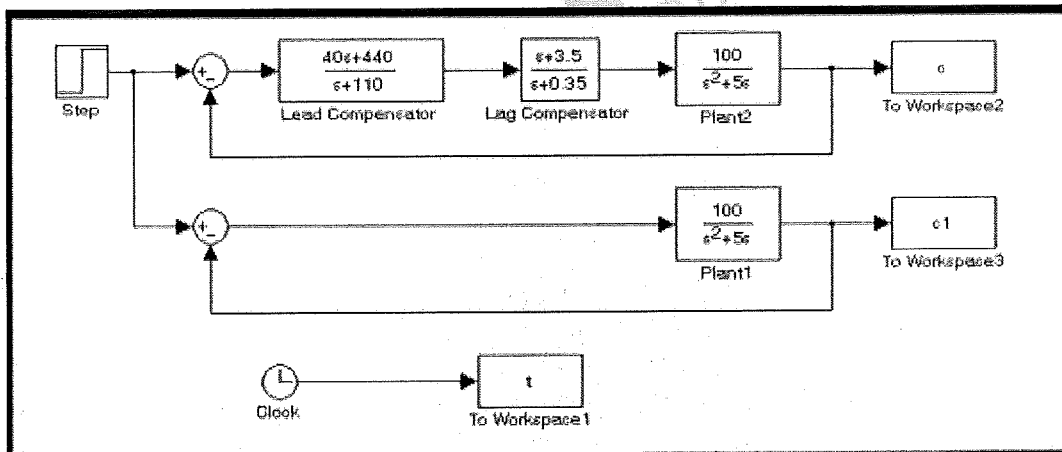 Step
+
-
40s+440
s+110
Lead Compensator
s+3.5
s+0.35
Lag Compensator
100
s²+5s
Plant2
c
To Workspace2
+
-
100
s²+5s
Plant1
c1
To Workspace3
Clock
t
To Workspace1